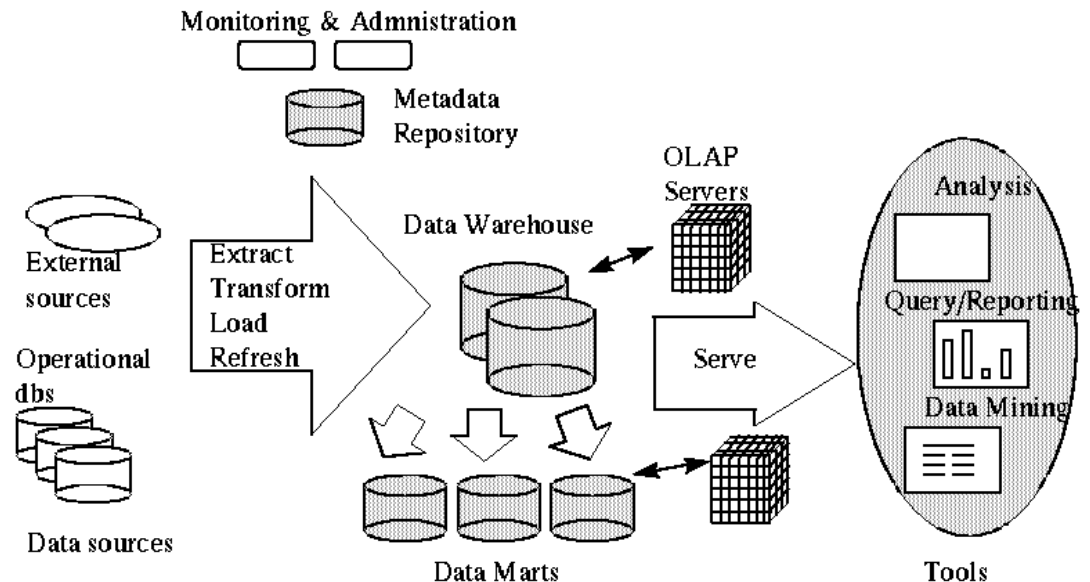 Monitoring & Admnistration
Metadata
Repository
OLAP
Servers
Analysis
Data Warehouse
External
sources
Extract
Transform
Load
Refresh
Query/Reporting
Serve
Operational
dbs
Data Mining
Data sources
Data Marts
Tools